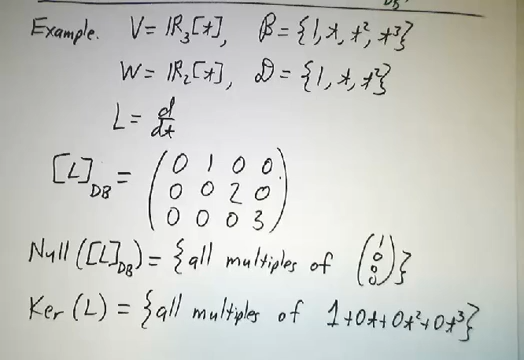 DB
Example. V = ℝ₃[t], B = {1, t, t², t³}
W = ℝ₂[t], D = {1, t, t²}
L = d/dt
[L]_DB = ( 0 1 0 0
0 0 2 0
0 0 0 3 )
Null([L]_DB) = {all multiples of (1 0 0 0)}
Ker(L) = {all multiples of 1+0t+0t²+0t³}